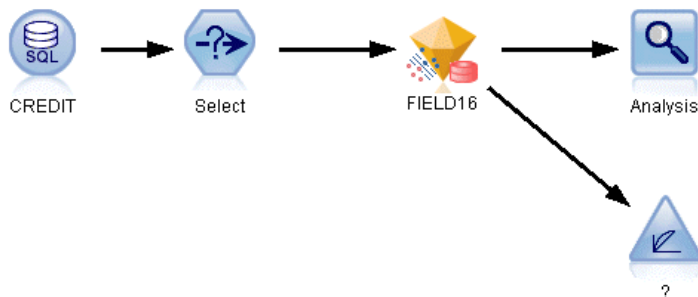 SQL
CREDIT
-?->
Select
FIELD16
Analysis
?